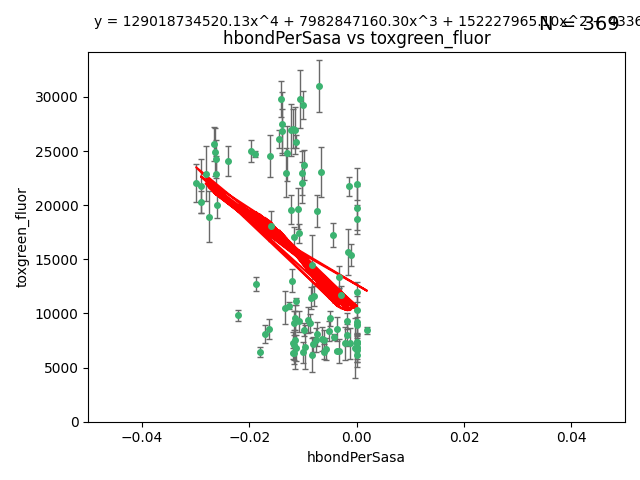 y = 129018734520.13x^4 + 7982847160.30x^3 + 152227965.
N = 369
hbondPerSasa vs toxgreen_fluor
toxgreen_fluor
30000
25000
20000
15000
10000
5000
0
−0.04
−0.02
0.00
0.02
0.04
hbondPerSasa